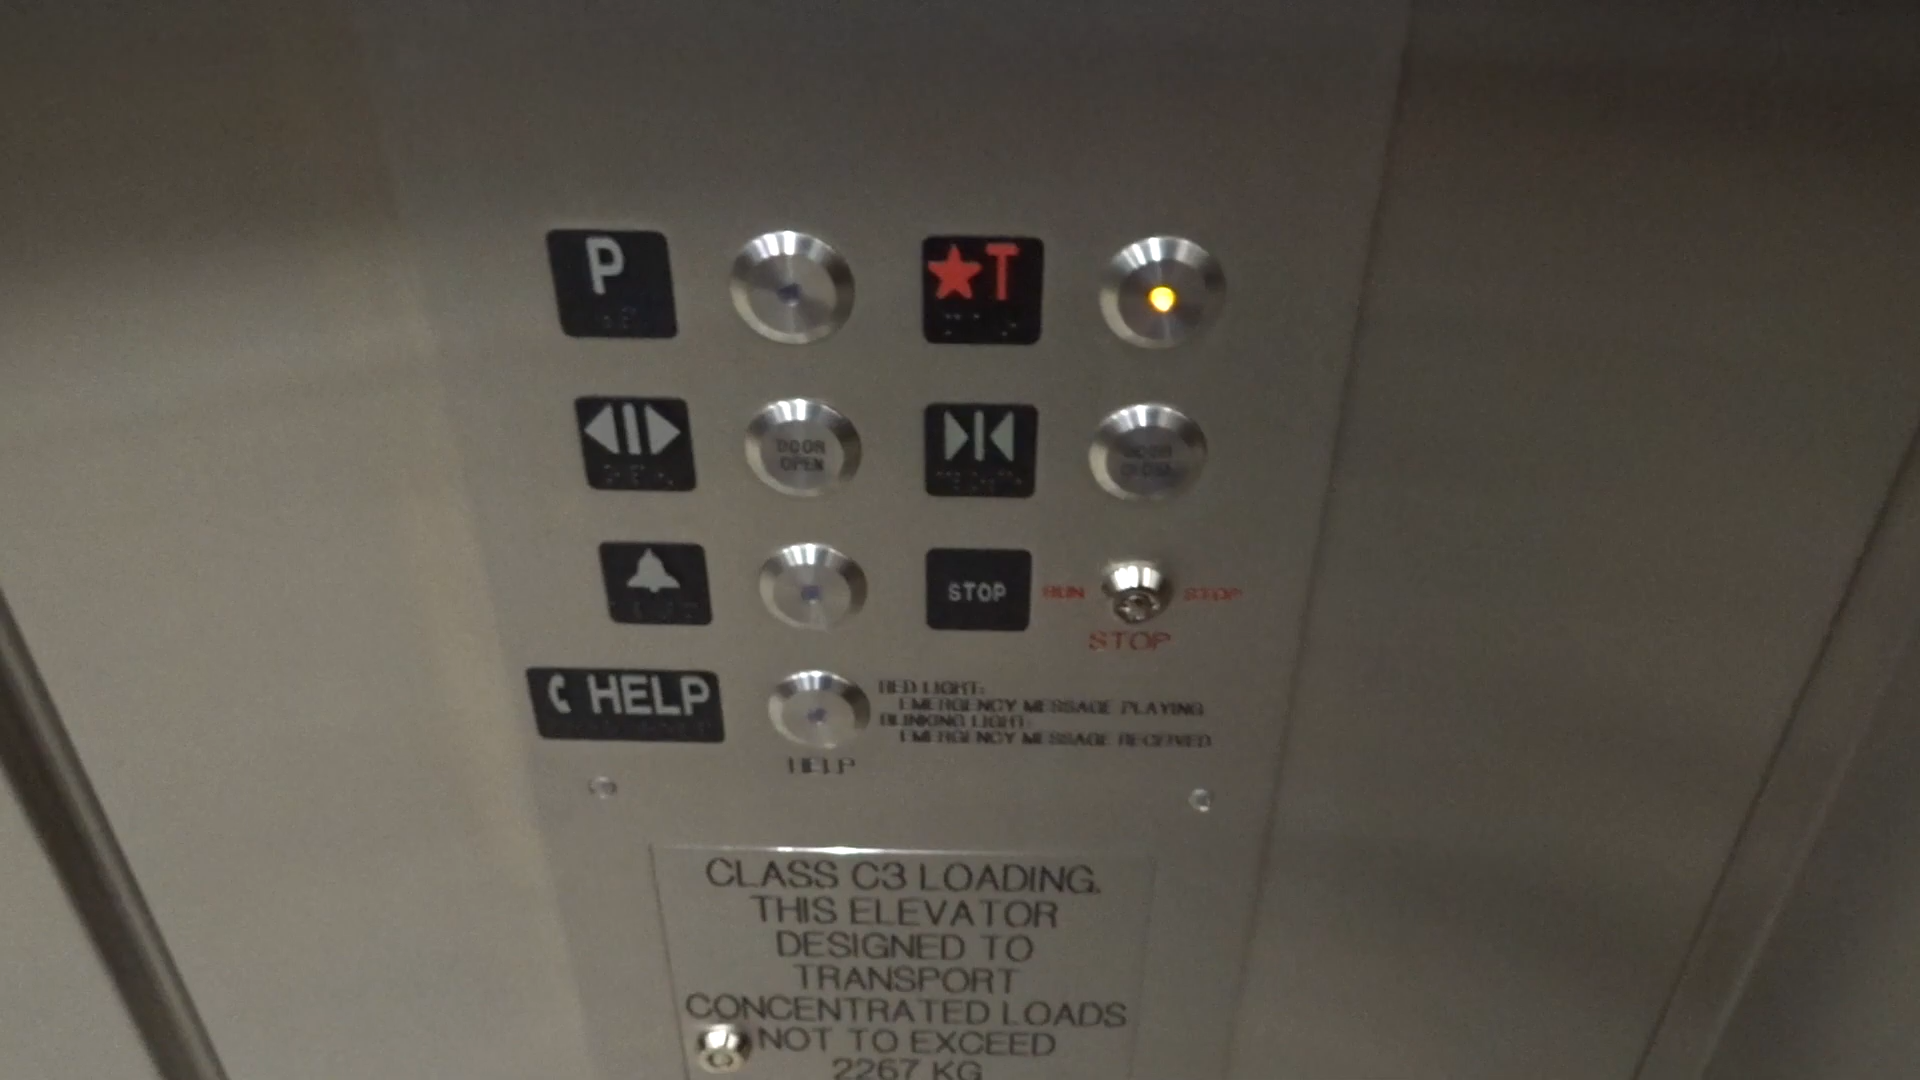 P
★T
DOOR
OPEN
DOOR
CLOSE
STOP
RUN
STOP
STOP
HELP
RED LIGHT:
EMERGENCY MESSAGE PLAYING
BLINKING LIGHT:
EMERGENCY MESSAGE RECEIVED
HELP
CLASS C3 LOADING.
THIS ELEVATOR
DESIGNED TO
TRANSPORT
CONCENTRATED LOADS
NOT TO EXCEED
2267 KG